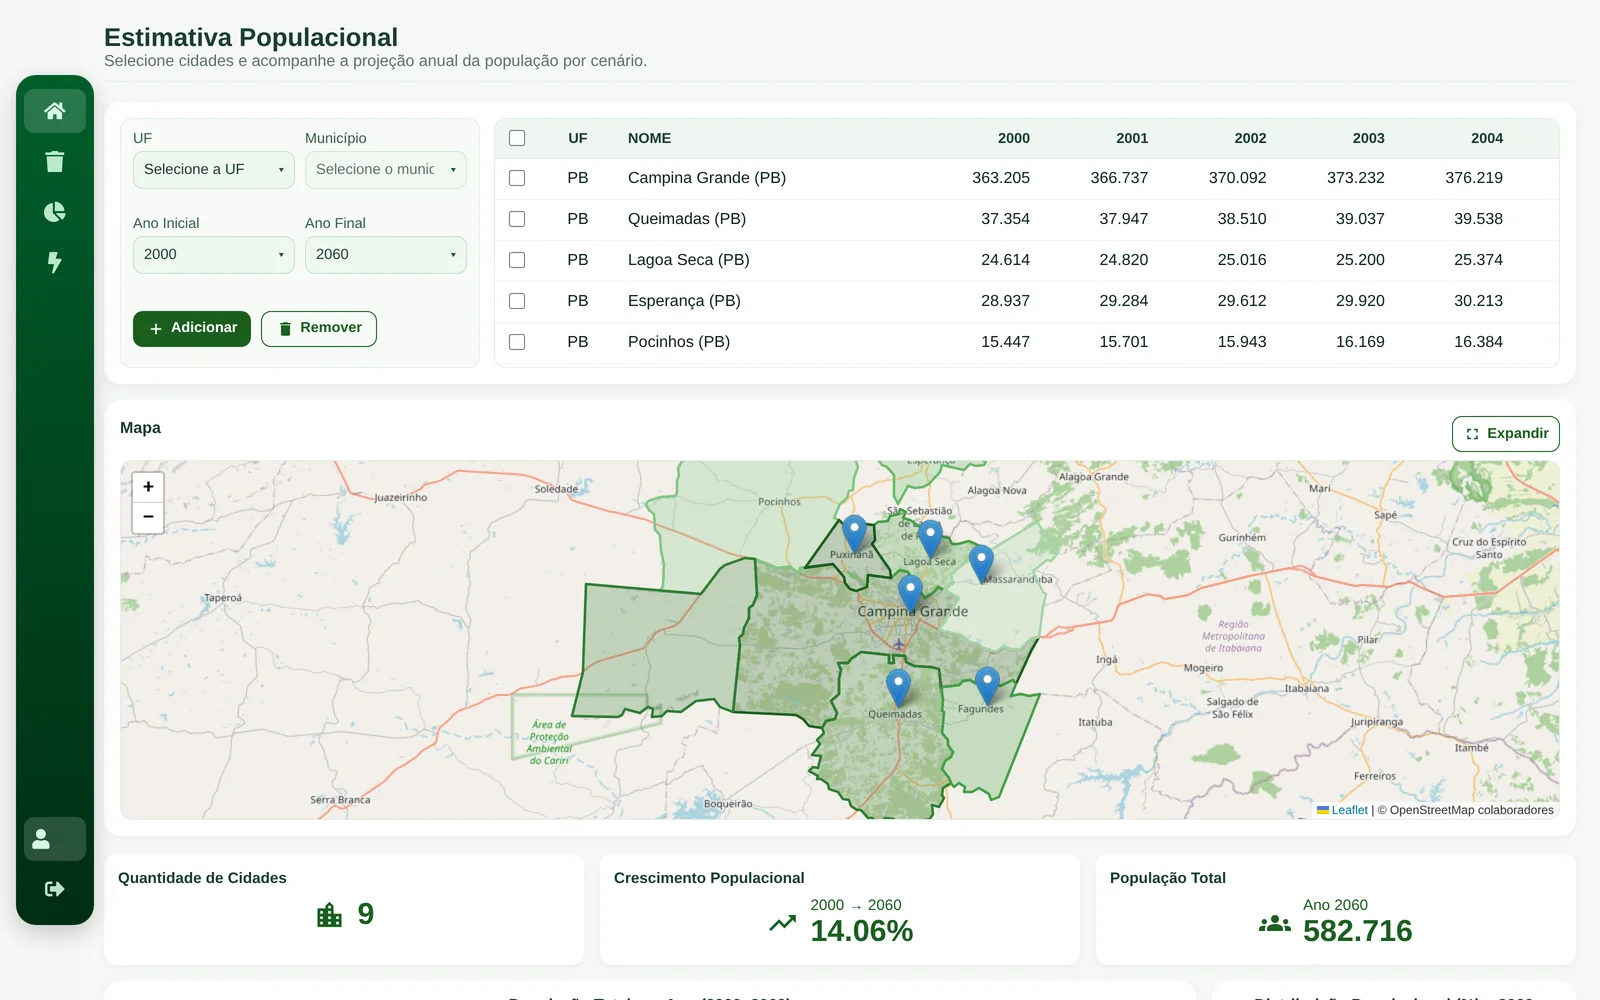 Estimativa Populacional
Selecione cidades e acompanhe a projeção anual da população por cenário.
UF
Município
Selecione a UF
Selecione o munic
Ano Inicial
Ano Final
2000
2060
Adicionar
Remover
UF NOME 2000 2001 2002 2003 2004
PB Campina Grande (PB) 363.205 366.737 370.092 373.232 376.219
PB Queimadas (PB) 37.354 37.947 38.510 39.037 39.538
PB Lagoa Seca (PB) 24.614 24.820 25.016 25.200 25.374
PB Esperança (PB) 28.937 29.284 29.612 29.920 30.213
PB Pocinhos (PB) 15.447 15.701 15.943 16.169 16.384
Mapa
Expandir
+
−
Juazeirinho
Soledade
Pocinhos
Alagoa Nova
Alagoa Grande
Mari
Sapé
São Sebastião
de
Puxinanã
Lagoa Seca
Massaranduba
Gurinhém
Cruz do Espírito
Santo
Taperoá
Campina Grande
Região
Metropolitana
de Itabaiana
Pilar
Ingá
Mogeiro
Itabaiana
Salgado de
São Félix
Queimadas
Fagundes
Itatuba
Juripiranga
Itambé
Área de
Proteção
Ambiental
do Cariri
Serra Branca
Boqueirão
Ferreiros
Leaflet | © OpenStreetMap colaboradores
Quantidade de Cidades
9
Crescimento Populacional
2000 → 2060
14.06%
População Total
Ano 2060
582.716